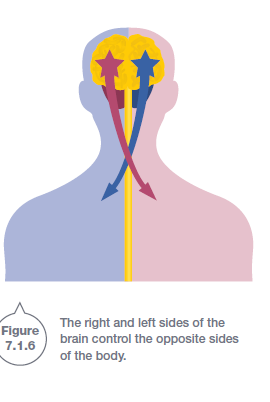 Figure
7.1.6
The right and left sides of the
brain control the opposite sides
of the body.